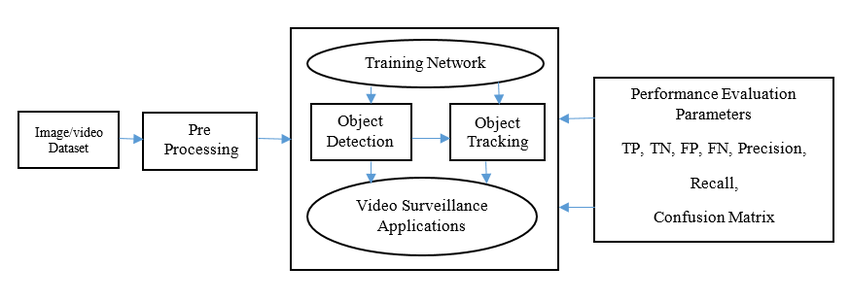 Image/video
Dataset
Pre
Processing
Training Network
Object
Detection
Object
Tracking
Video Surveillance
Applications
Performance Evaluation
Parameters
TP, TN, FP, FN, Precision,
Recall,
Confusion Matrix